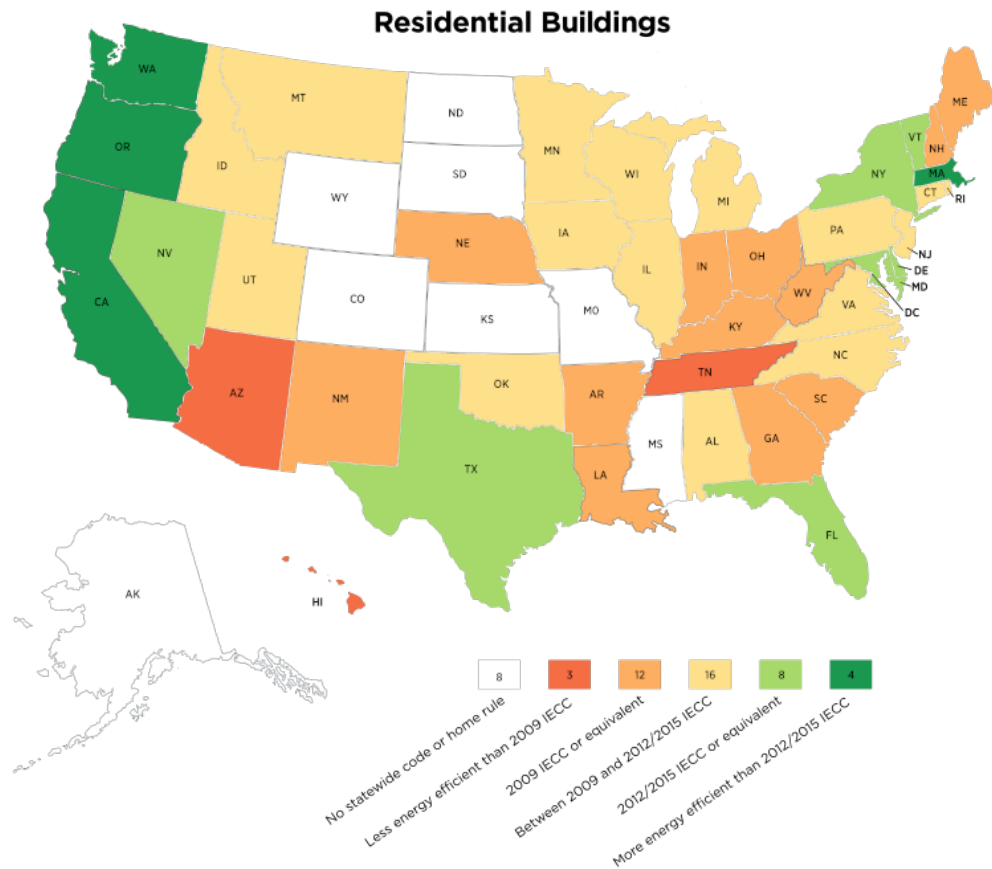 Residential Buildings
WA
MT
ND
ME
OR
MN
VT
NH
ID
SD
WI
NY
MA
CT
RI
WY
MI
IA
PA
NE
NV
NJ
OH
UT
IN
DE
IL
MD
WV
CO
CA
MO
VA
DC
KS
KY
NC
TN
OK
AZ
NM
AR
SC
GA
MS
AL
TX
LA
FL
AK
HI
8
3
12
16
8
4
No statewide code or home rule
Less energy efficient than 2009 IECC
2009 IECC or equivalent
Between 2009 and 2012/2015 IECC
2012/2015 IECC or equivalent
More energy efficient than 2012/2015 IECC